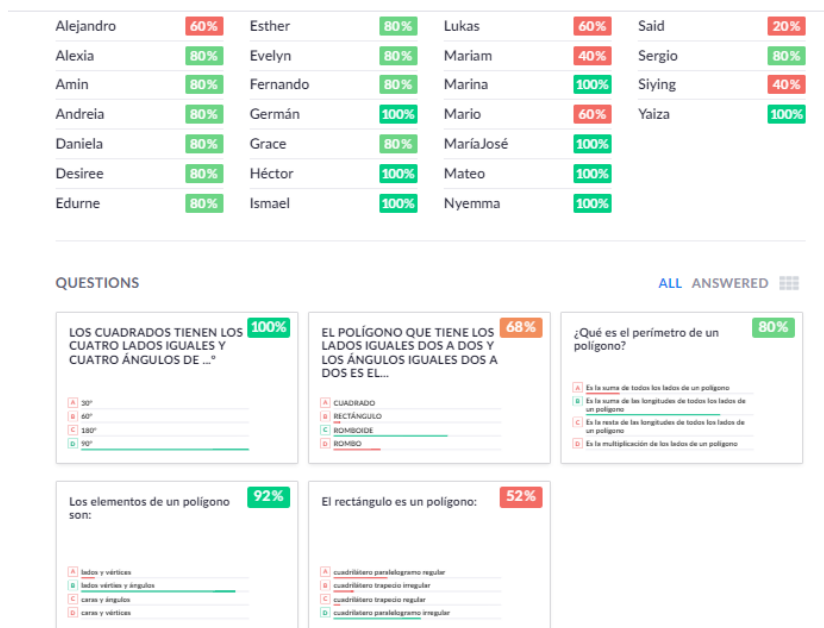 Alejandro 60% Esther 80% Lukas 60% Said 20%
Alexia 80% Evelyn 80% Mariam 40% Sergio 80%
Amin 80% Fernando 80% Marina 100% Siying 40%
Andreia 80% Germán 100% Mario 60% Yaiza 100%
Daniela 80% Grace 80% MaríaJosé 100%
Desiree 80% Héctor 100% Mateo 100%
Edurne 80% Ismael 100% Nyemma 100%
QUESTIONS ALL ANSWERED
LOS CUADRADOS TIENEN LOS 100%
CUATRO LADOS IGUALES Y
CUATRO ÁNGULOS DE ...º
A 30º
B 60º
C 180º
D 90º
EL POLÍGONO QUE TIENE LOS 68%
LADOS IGUALES DOS A DOS Y
LOS ÁNGULOS IGUALES DOS A
DOS ES EL...
A CUADRADO
B RECTÁNGULO
C ROMBOIDE
D ROMBO
¿Qué es el perímetro de un 80%
polígono?
A Es la suma de todos los lados de un polígono
B Es la suma de las longitudes de todos los lados de
un polígono
C Es la resta de las longitudes de todos los lados de
un polígono
D Es la multiplicación de los lados de un polígono
Los elementos de un polígono 92%
son:
A lados y vértices
B lados vérties y ángulos
C caras y ángulos
D caras y vértices
El rectángulo es un polígono: 52%
A cuadrilátero paralelogramo regular
B cuadrilátero trapecio irregular
C cuadrilátero trapecio regular
D cuadrilatero paralelogramo irregular